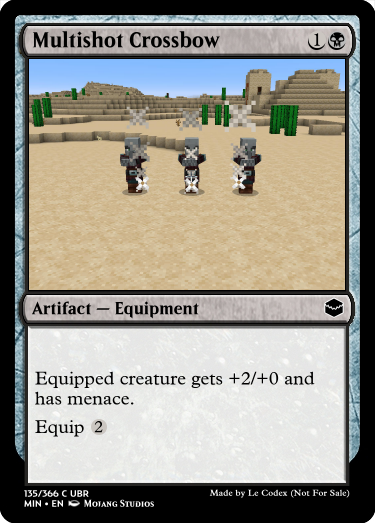 Multishot Crossbow 1
Artifact — Equipment
Equipped creature gets +2/+0 and
has menace.
Equip 2
135/366 C UBR
MIN • EN Mojang Studios
Made by Le Codex (Not For Sale)